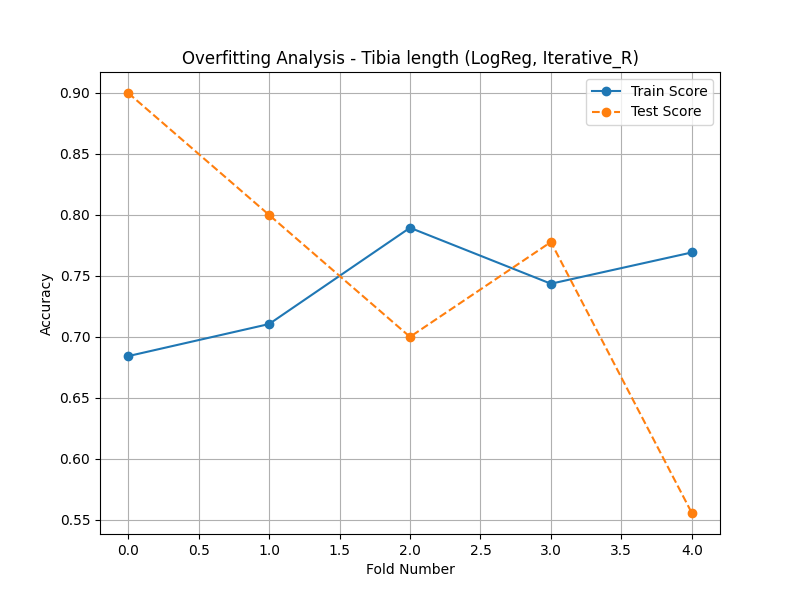 Overfitting Analysis - Tibia length (LogReg, Iterative_R)
Train Score
Test Score
0.90
0.85
0.80
0.75
0.70
0.65
0.60
0.55
Accuracy
0.0 0.5 1.0 1.5 2.0 2.5 3.0 3.5 4.0
Fold Number